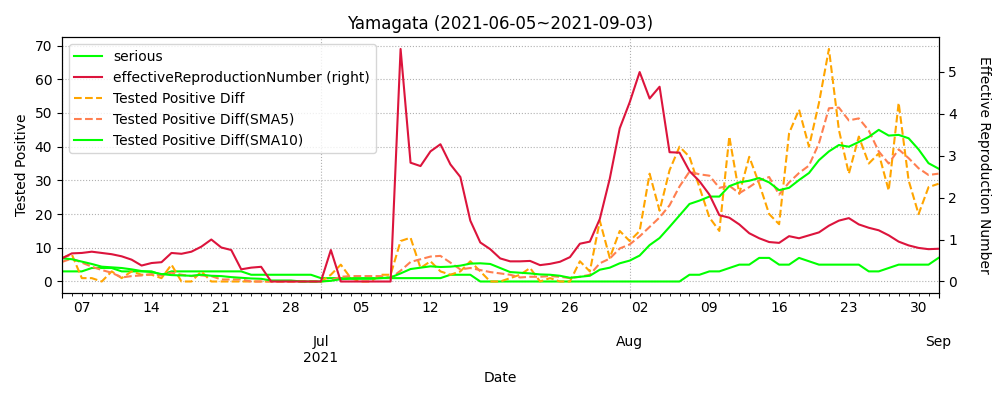 Yamagata (2021-06-05~2021-09-03)
serious
effectiveReproductionNumber (right)
Tested Positive Diff
Tested Positive Diff(SMA5)
Tested Positive Diff(SMA10)
Tested Positive
70
60
50
40
30
20
10
0
Effective Reproduction Number
5
4
3
2
1
0
07 14 21 28 05 12 19 26 02 09 16 23 30
Jul Aug Sep
2021
Date